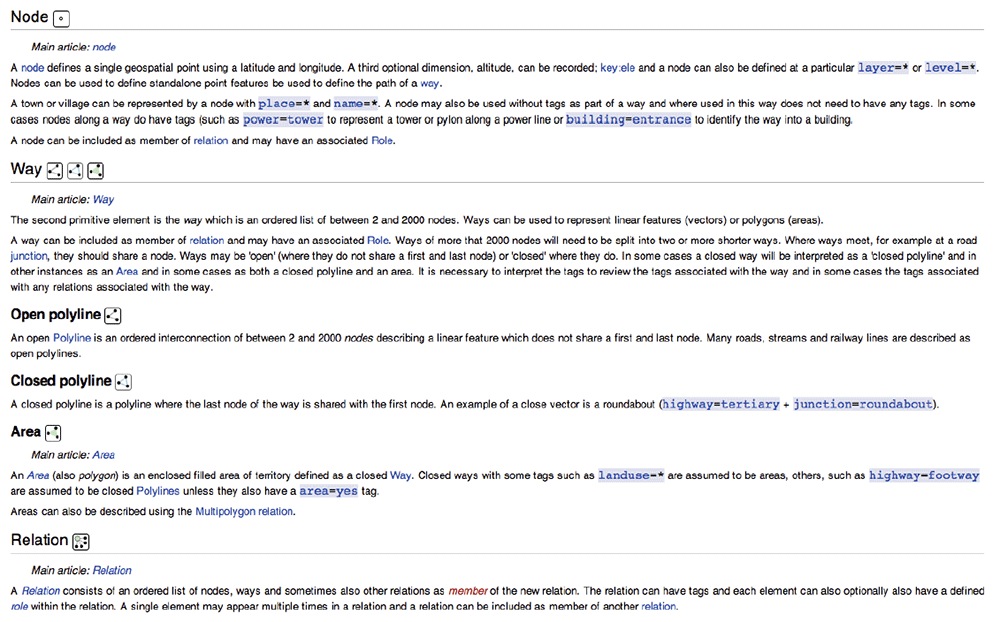 Node
Main article: node
A node defines a single geospatial point using a latitude and longitude. A third optional dimension, altitude, can be recorded; key:ele and a node can also be defined at a particular layer=* or level=*.
Nodes can be used to define standalone point features be used to define the path of a way.
A town or village can be represented by a node with place=* and name=*. A node may also be used without tags as part of a way and where used in this way does not need to have any tags. In some
cases nodes along a way do have tags (such as power=tower to represent a tower or pylon along a power line or building=entrance to identify the way into a building.
A node can be included as member of relation and may have an associated Role.
Way
Main article: Way
The second primitive element is the way which is an ordered list of between 2 and 2000 nodes. Ways can be used to represent linear features (vectors) or polygons (areas).
A way can be included as member of relation and may have an associated Role. Ways of more that 2000 nodes will need to be split into two or more shorter ways. Where ways meet, for example at a road
junction, they should share a node. Ways may be 'open' (where they do not share a first and last node) or 'closed' where they do. In some cases a closed way will be interpreted as a 'closed polyline' and in
other instances as an Area and in some cases as both a closed polyline and an area. It is necessary to interpret the tags to review the tags associated with the way and in some cases the tags associated
with any relations associated with the way.
Open polyline
An open Polyline is an ordered interconnection of between 2 and 2000 nodes describing a linear feature which does not share a first and last node. Many roads, streams and railway lines are described as
open polylines.
Closed polyline
A closed polyline is a polyline where the last node of the way is shared with the first node. An example of a close vector is a roundabout (highway=tertiary + junction=roundabout).
Area
Main article: Area
An Area (also polygon) is an enclosed filled area of territory defined as a closed Way. Closed ways with some tags such as landuse=* are assumed to be areas, others, such as highway=footway
are assumed to be closed Polylines unless they also have a area=yes tag.
Areas can also be described using the Multipolygon relation.
Relation
Main article: Relation
A Relation consists of an ordered list of nodes, ways and sometimes also other relations as member of the new relation. The relation can have tags and each element can also optionally also have a defined
role within the relation. A single element may appear multiple times in a relation and a relation can be included as member of another relation.